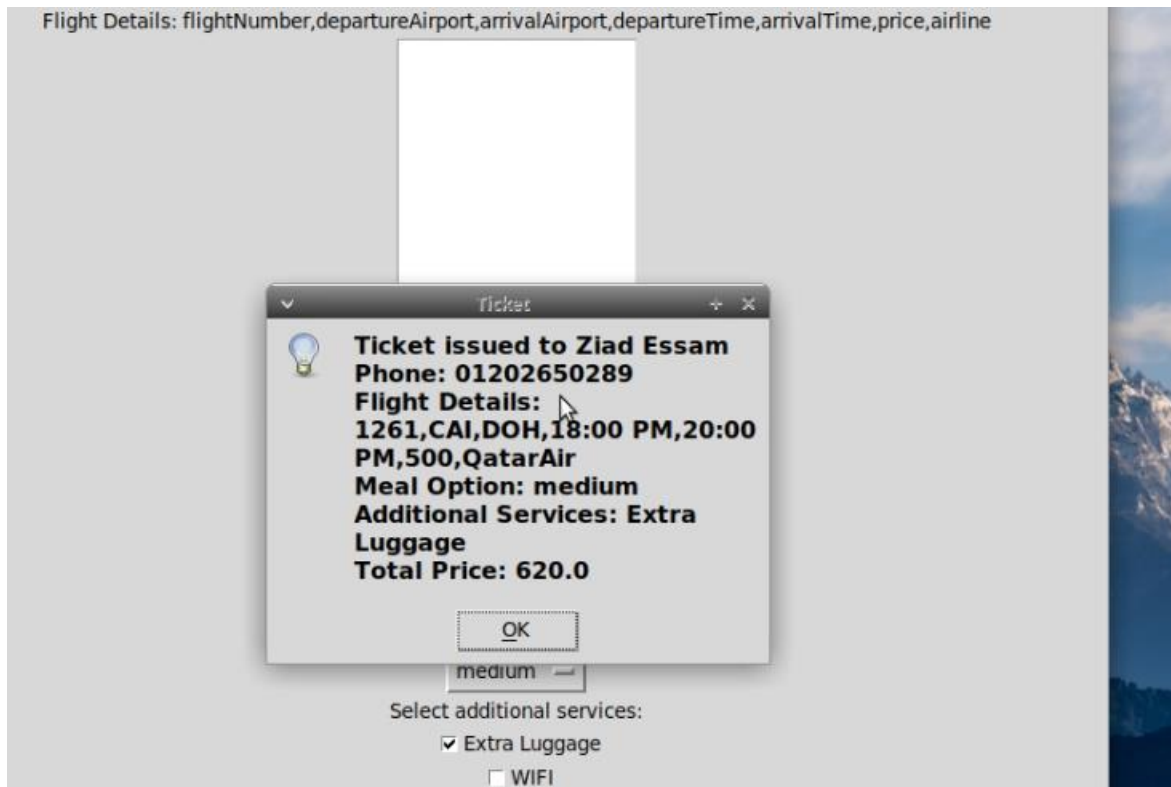 Flight Details: flightNumber,departureAirport,arrivalAirport,departureTime,arrivalTime,price,airline
Ticket
Ticket issued to Ziad Essam
Phone: 01202650289
Flight Details:
1261,CAI,DOH,18:00 PM,20:00
PM,500,QatarAir
Meal Option: medium
Additional Services: Extra
Luggage
Total Price: 620.0
OK
medium
Select additional services:
Extra Luggage
WIFI